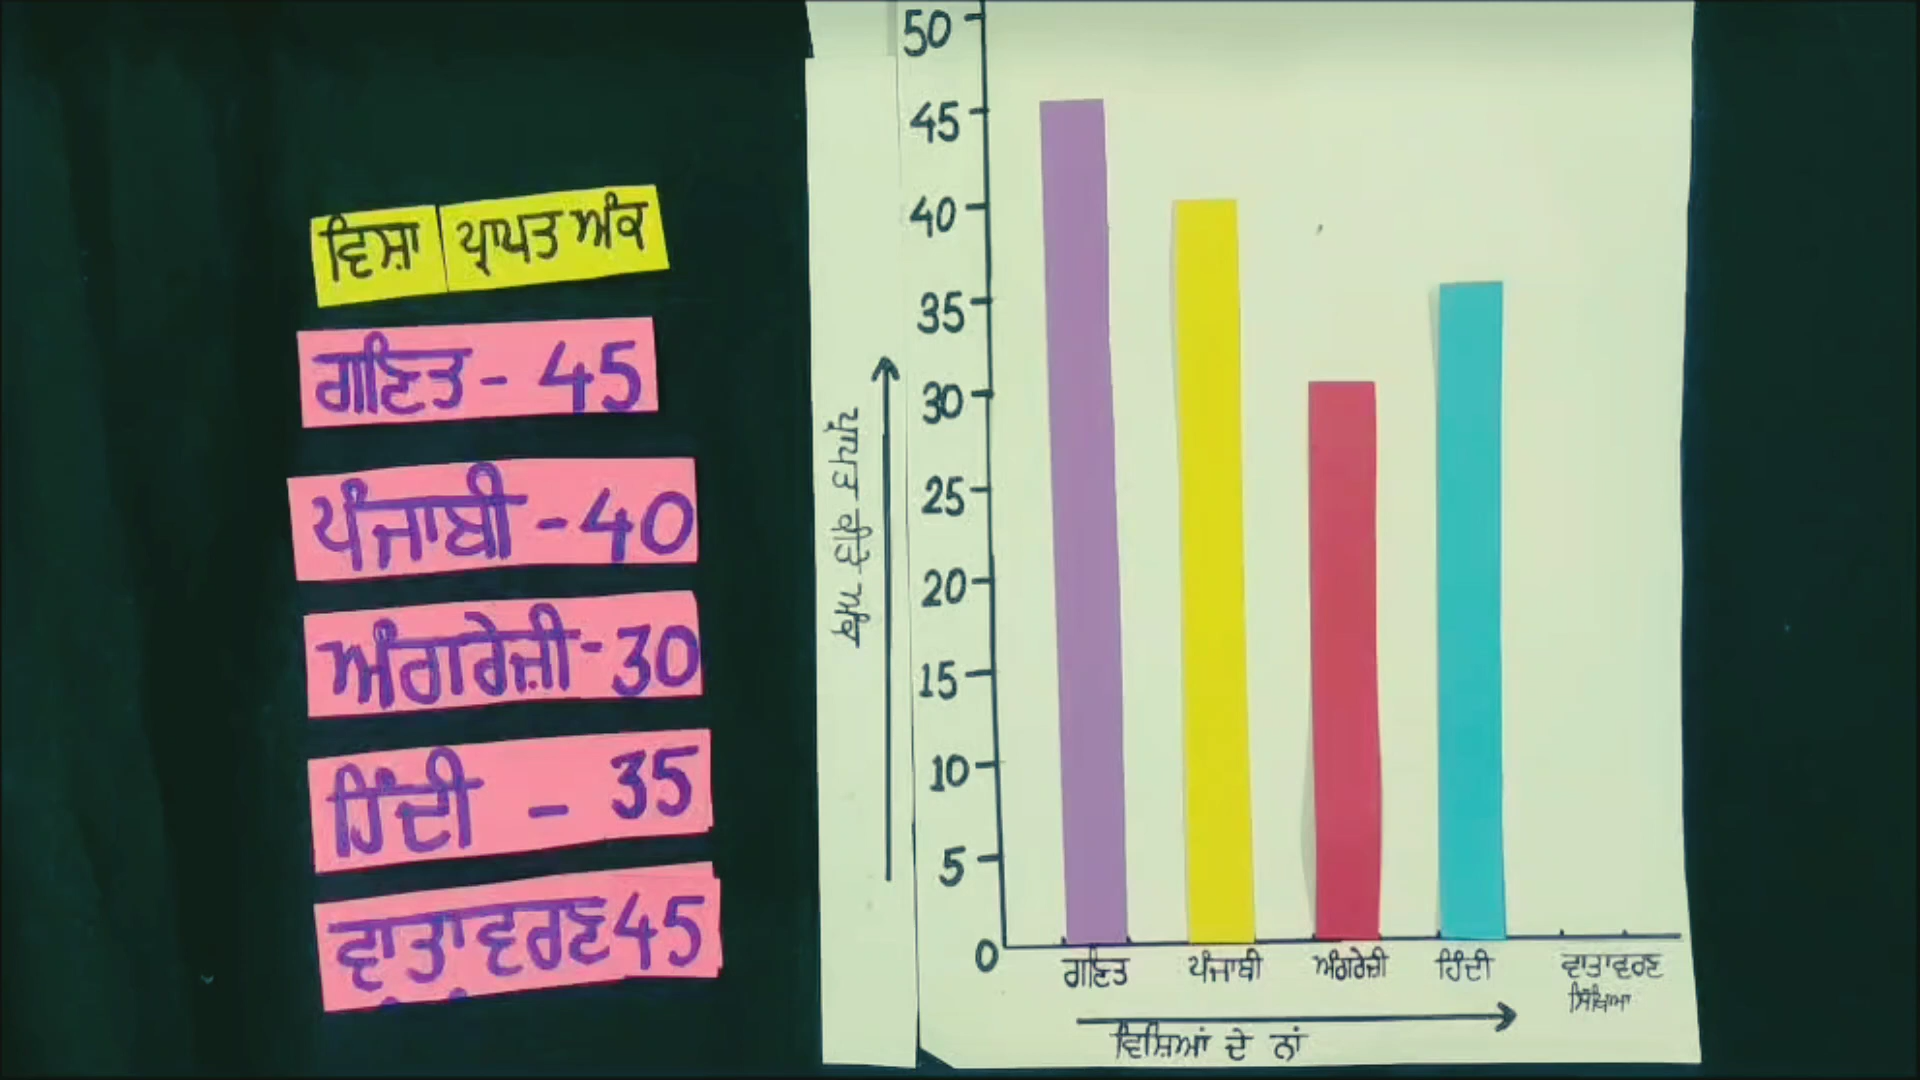 ਵਿਸ਼ਾ ਪ੍ਰਾਪਤ ਅੰਕ
ਗਣਿਤ - 45
ਪੰਜਾਬੀ - 40
ਅੰਗਰੇਜ਼ੀ - 30
ਹਿੰਦੀ - 35
ਵਾਤਾਵਰਣ 45
ਪ੍ਰਾਪਤ ਕੀਤੇ ਅੰਕ
50
45
40
35
30
25
20
15
10
5
0
ਗਣਿਤ ਪੰਜਾਬੀ ਅੰਗਰੇਜ਼ੀ ਹਿੰਦੀ ਵਾਤਾਵਰਣ
ਸਿੱਖਿਆ
ਵਿਸ਼ਿਆਂ ਦੇ ਨਾਂ